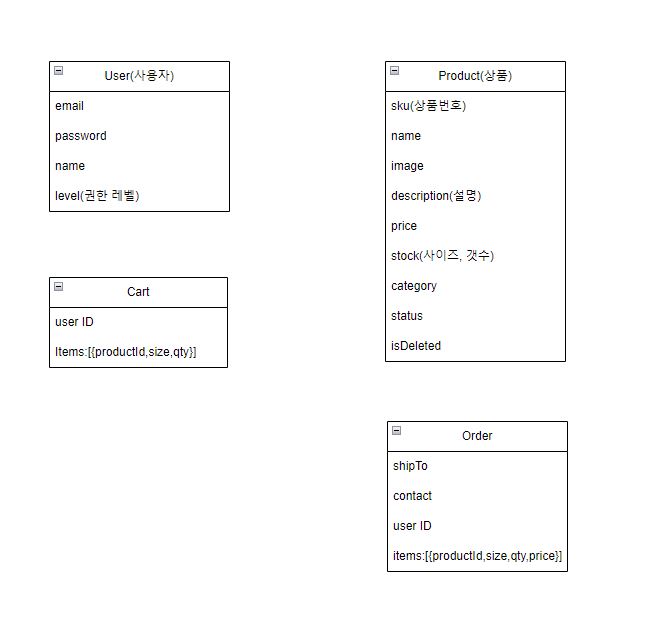 User(사용자)
email
password
name
level(권한 레벨)
Product(상품)
sku(상품번호)
name
image
description(설명)
price
stock(사이즈, 갯수)
category
status
isDeleted
Cart
user ID
Items:[{productId,size,qty}]
Order
shipTo
contact
user ID
items:[{productId,size,qty,price}]